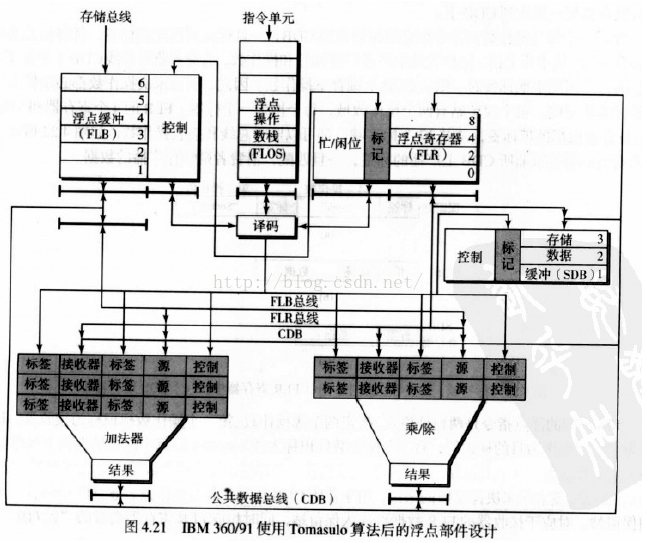 存储总线
指令单元
6
5
浮点缓冲 4
(FLB) 3
2
1
控制
浮点
操作
数栈
(FLOS)
忙/闲位
标记
8
浮点寄存器 4
(FLR) 2
0
译码
控制
标记
存储 3
数据 2
缓冲(SDB) 1
http://blog.csdn.net/
FLB总线
FLR总线
CDB
标签 接收器 标签 源 控制
标签 接收器 标签 源 控制
标签 接收器 标签 源 控制
标签 接收器 标签 源 控制
标签 接收器 标签 源 控制
加法器
乘/除
结果
结果
公共数据总线(CDB)
图 4.21 IBM 360/91 使用 Tomasulo 算法后的浮点部件设计